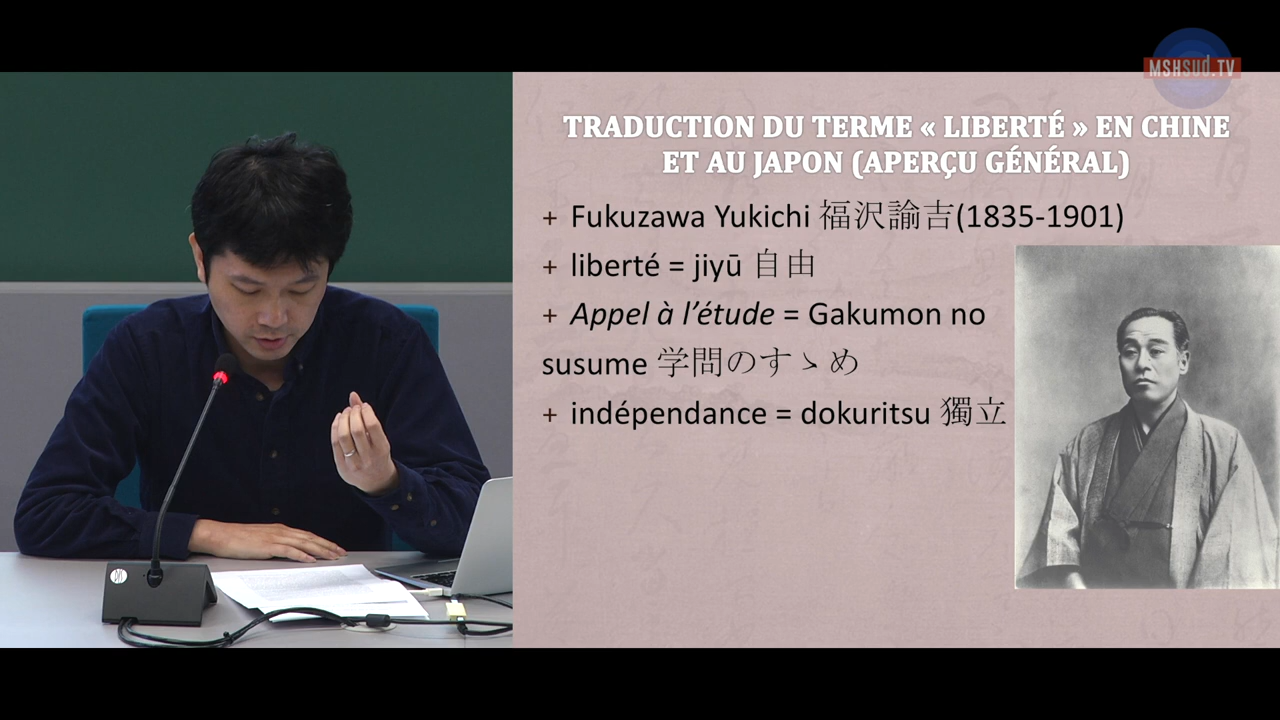 MSHSUD.TV
TRADUCTION DU TERME « LIBERTÉ » EN CHINE
ET AU JAPON (APERÇU GÉNÉRAL)
+ Fukuzawa Yukichi 福沢諭吉(1835-1901)
+ liberté = jiyū 自由
+ Appel à l’étude = Gakumon no
susume 学問のすゝめ
+ indépendance = dokuritsu 獨立